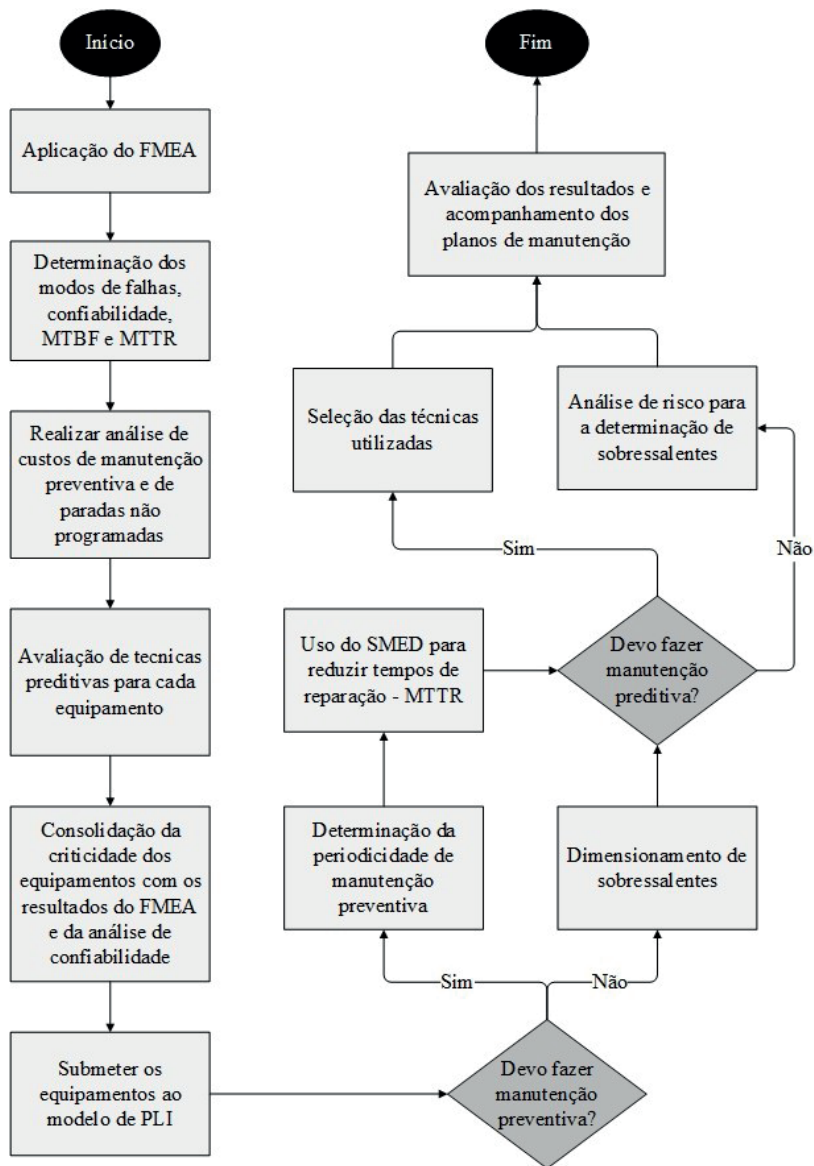 Início
Aplicação do FMEA
Determinação dos
modos de falhas,
confiabilidade,
MTBF e MTTR
Realizar análise de
custos de manutenção
preventiva e de
paradas não
programadas
Avaliação de tecnicas
preditivas para cada
equipamento
Consolidação da
criticidade dos
equipamentos com os
resultados do FMEA
e da análise de
confiabilidade
Submeter os
equipamentos ao
modelo de PLI
Devo fazer
manutenção
preventiva?
Sim
Não
Determinação da
periodicidade de
manutenção
preventiva
Dimensionamento de
sobressalentes
Uso do SMED para
reduzir tempos de
reparação - MTTR
Devo fazer
manutenção
preditiva?
Sim
Não
Seleção das técnicas
utilizadas
Análise de risco para
a determinação de
sobressalentes
Avaliação dos resultados e
acompanhamento dos
planos de manutenção
Fim